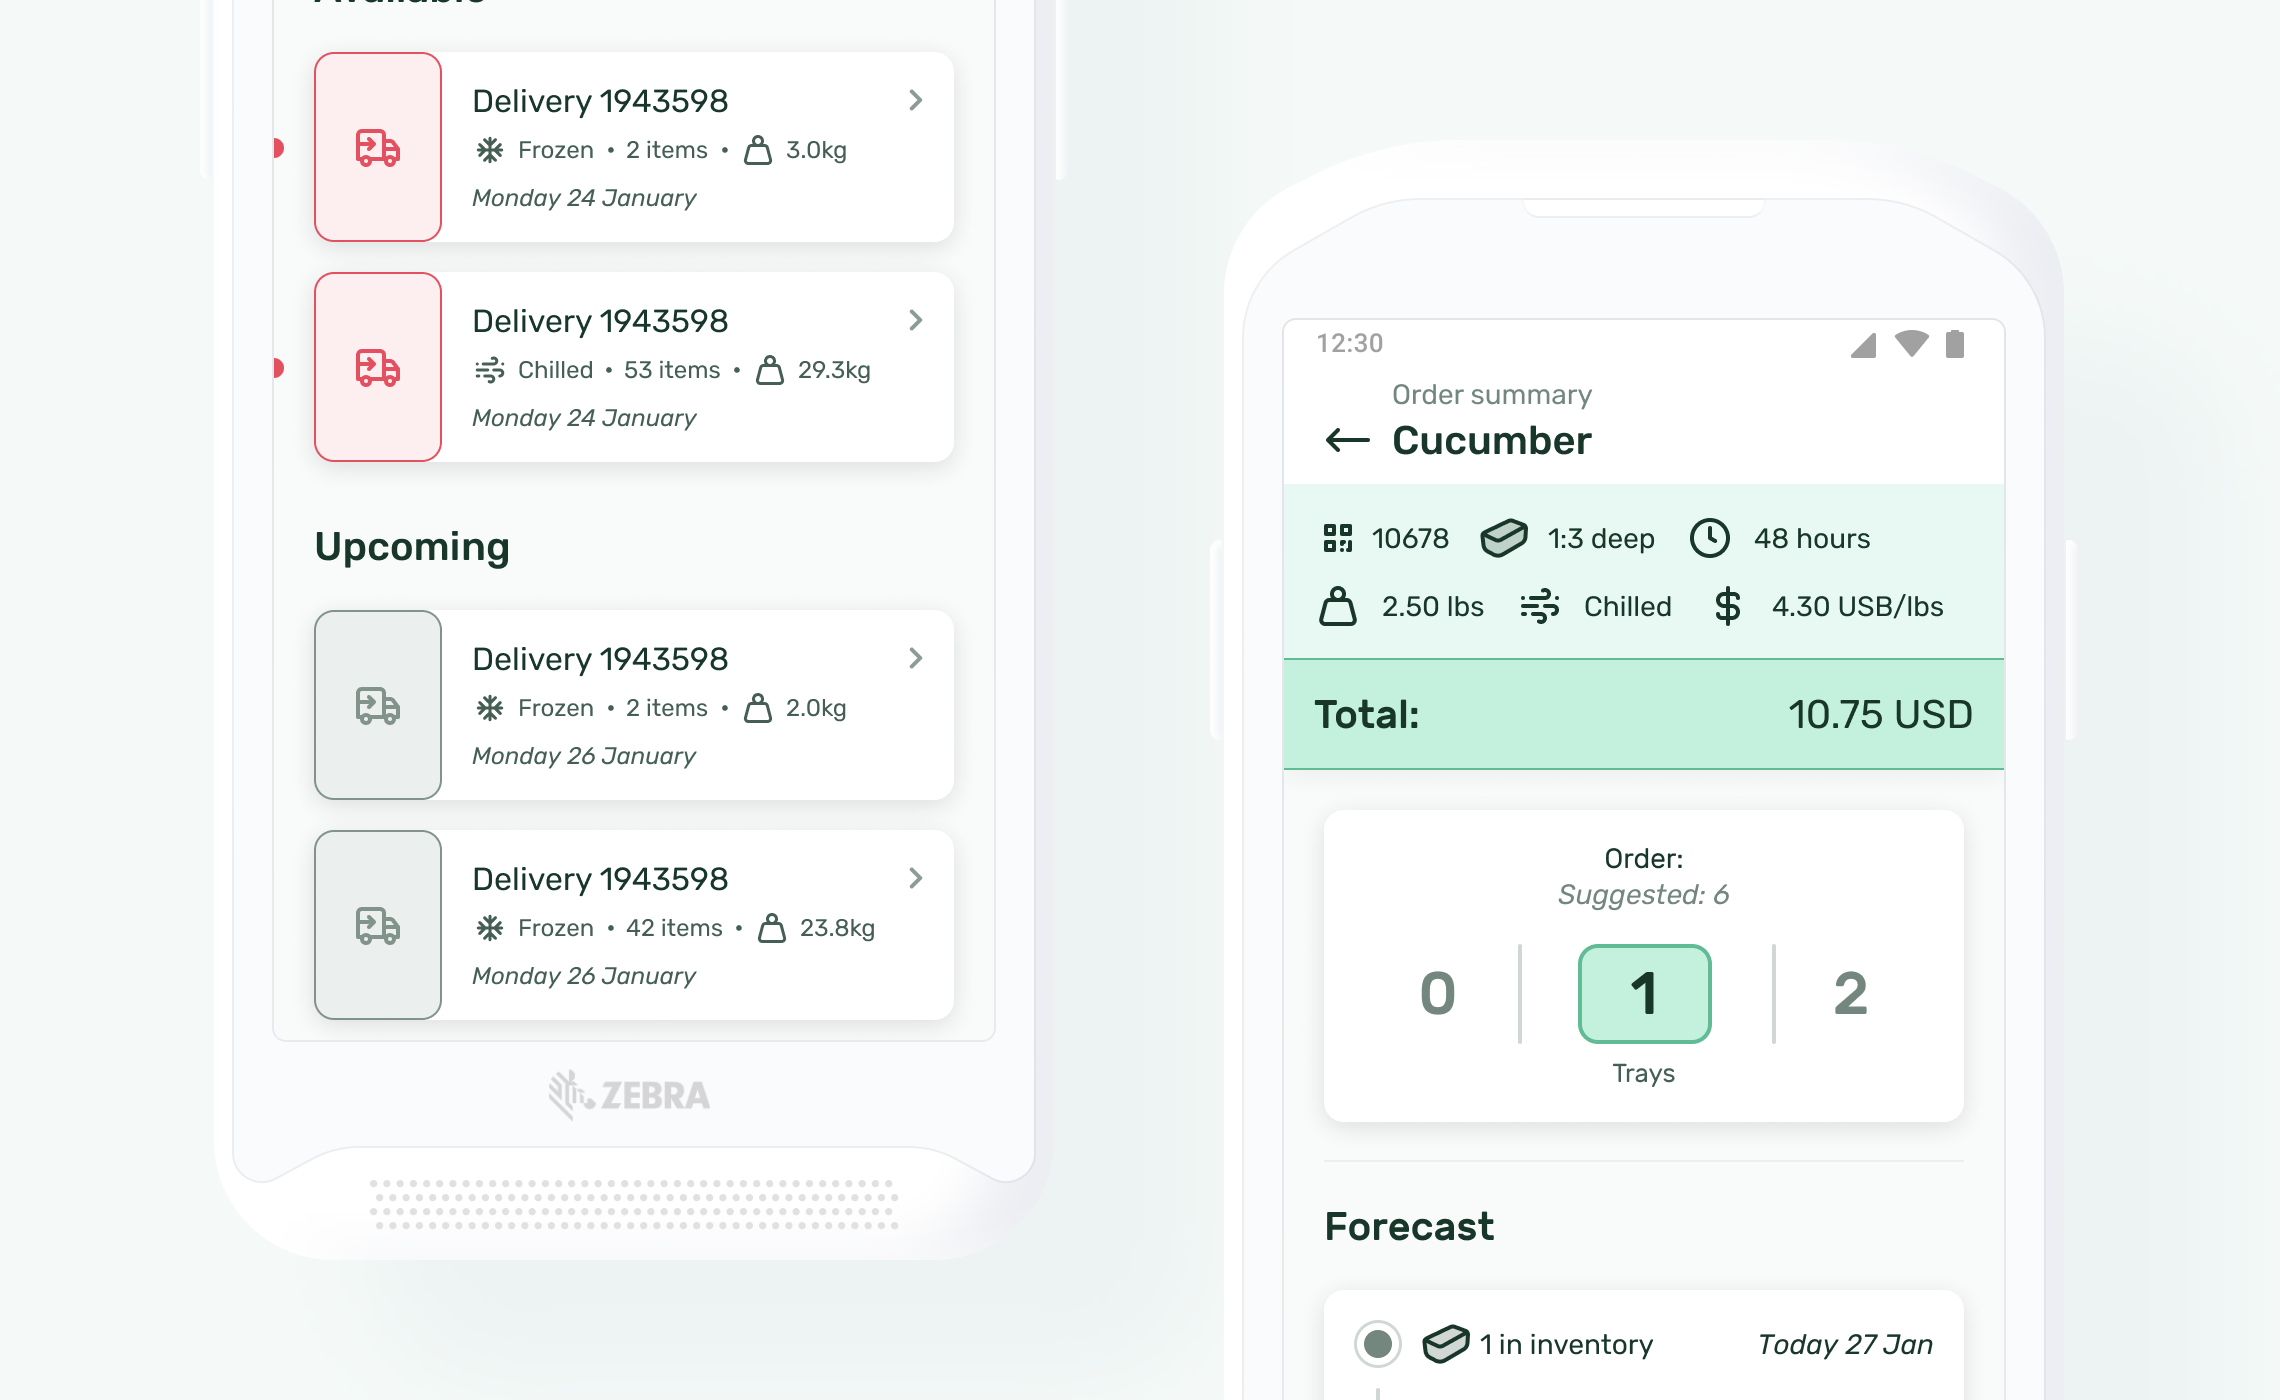 Available
Delivery 1943598
Frozen • 2 items • 3.0kg
Monday 24 January
Delivery 1943598
Chilled • 53 items • 29.3kg
Monday 24 January
Upcoming
Delivery 1943598
Frozen • 2 items • 2.0kg
Monday 26 January
Delivery 1943598
Frozen • 42 items • 23.8kg
Monday 26 January
ZEBRA
12:30
Order summary
Cucumber
10678 1:3 deep 48 hours
2.50 lbs Chilled $ 4.30 USB/lbs
Total: 10.75 USD
Order:
Suggested: 6
0 1 2
Trays
Forecast
1 in inventory Today 27 Jan